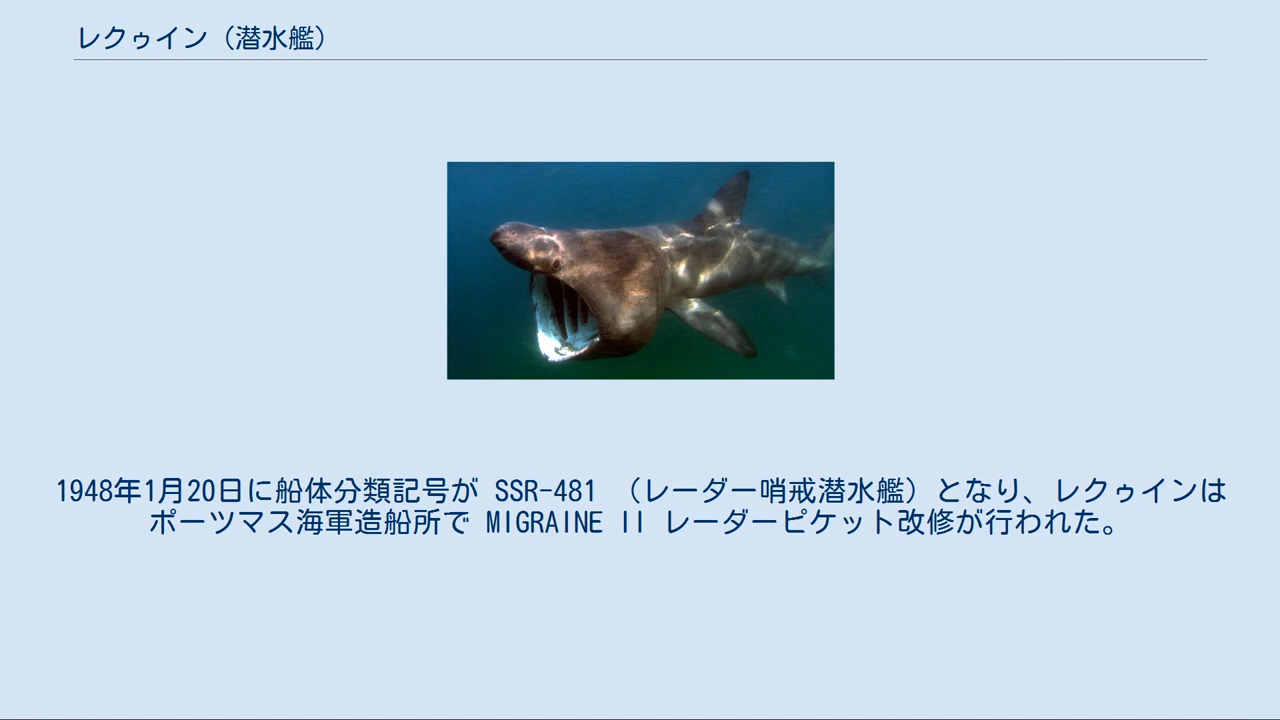 レクゥイン（潜水艦）
1948年1月20日に船体分類記号が SSR-481 （レーダー哨戒潜水艦）となり、レクゥインは
ポーツマス海軍造船所で MIGRAINE II レーダーピケット改修が行われた。